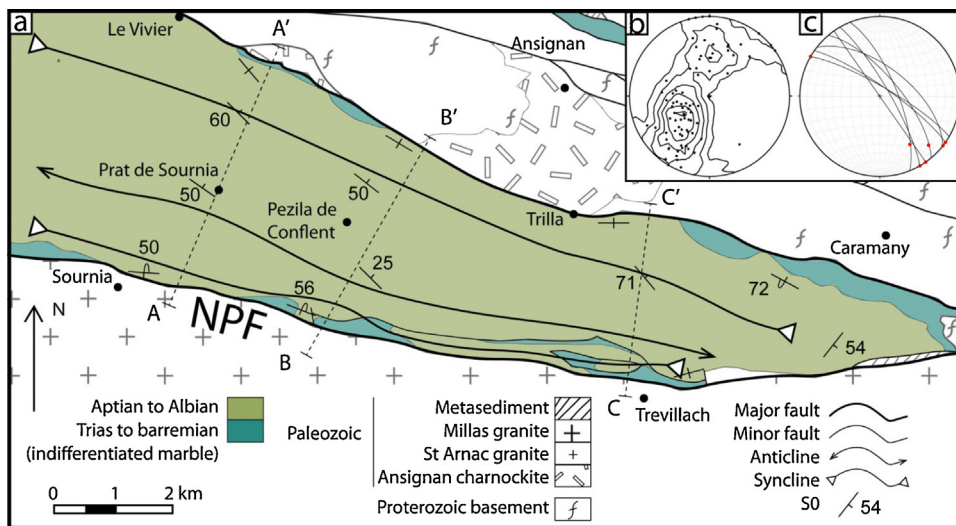 a
Le Vivier
A'
Ansignan
b
c
60
B'
Prat de Sournia
50
50
Pezila de
Conflent
C'
Trilla
Caramany
50
25
Sournia
56
71
72
N
A
NPF
B
54
C
Trevillach
Aptian to Albian
Trias to barremian
(indifferentiated marble)
0 1 2 km
Paleozoic
Metasediment
Millas granite
St Arnac granite
Ansignan charnockite
Proterozoic basement
Major fault
Minor fault
Anticline
Syncline
S0
54